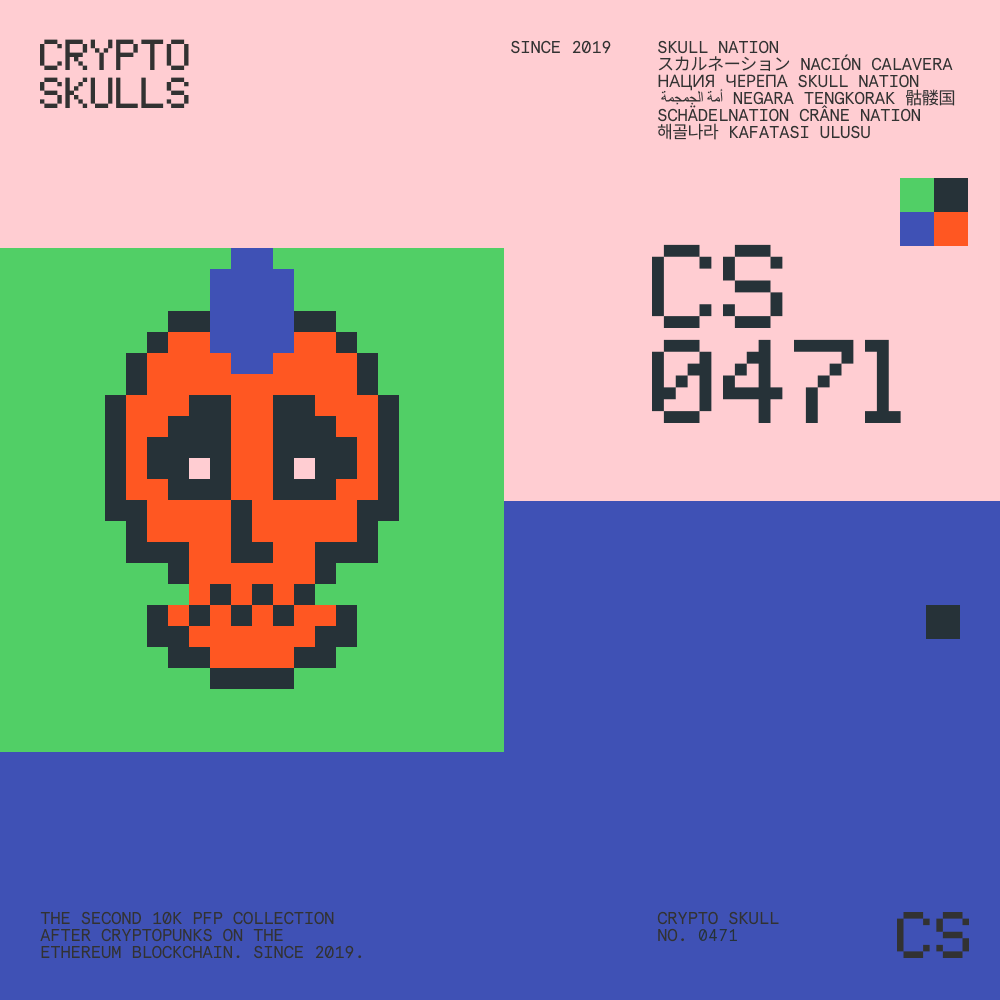 CRYPTO
SKULLS
SINCE 2019
SKULL NATION
スカルネーション NACIÓN CALAVERA
НАЦИЯ ЧЕРЕПА SKULL NATION
أمة الجمجمة NEGARA TENGKORAK 骷髅国
SCHÄDELNATION CRÂNE NATION
해골나라 KAFATASI ULUSU
CS
0471
THE SECOND 10K PFP COLLECTION
AFTER CRYPTOPUNKS ON THE
ETHEREUM BLOCKCHAIN. SINCE 2019.
CRYPTO SKULL
NO. 0471
CS